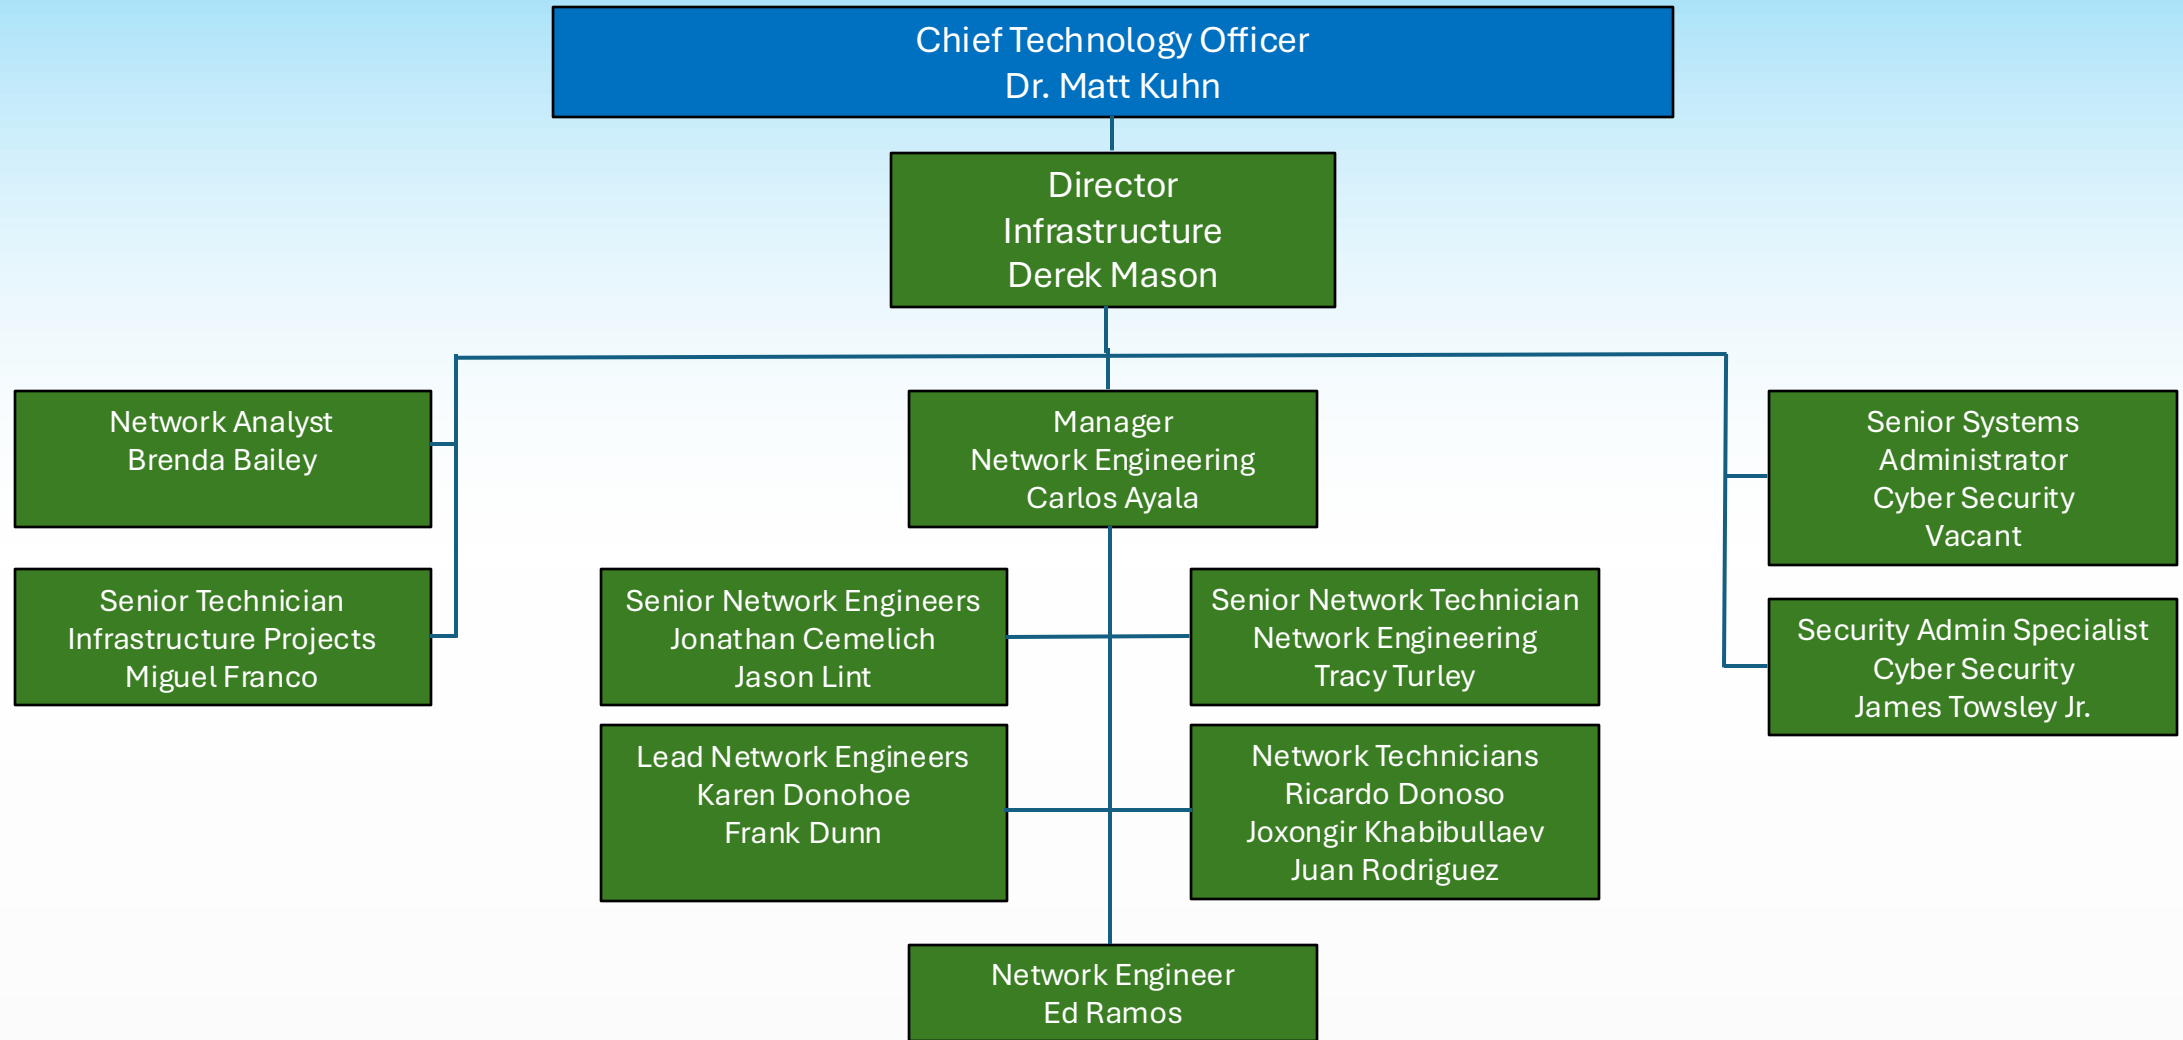 Chief Technology Officer
Dr. Matt Kuhn
Director
Infrastructure
Derek Mason
Network Analyst
Brenda Bailey
Manager
Network Engineering
Carlos Ayala
Senior Systems
Administrator
Cyber Security
Vacant
Senior Technician
Infrastructure Projects
Miguel Franco
Senior Network Engineers
Jonathan Cemelich
Jason Lint
Senior Network Technician
Network Engineering
Tracy Turley
Security Admin Specialist
Cyber Security
James Towsley Jr.
Lead Network Engineers
Karen Donohoe
Frank Dunn
Network Technicians
Ricardo Donoso
Joxongir Khabibullaev
Juan Rodriguez
Network Engineer
Ed Ramos